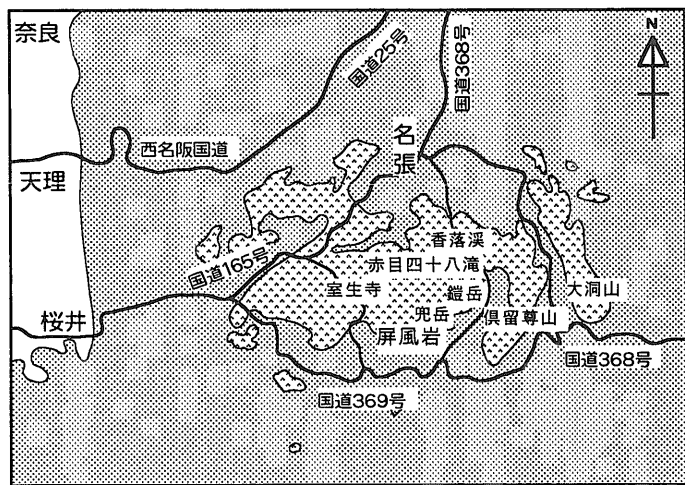 奈良
N
国道25号
国道368号
西名阪国道
名張
天理
香落渓
国道165号
赤目四十八滝
室生寺
鎧岳
大洞山
桜井
兜岳
倶留尊山
屏風岩
国道368号
国道369号